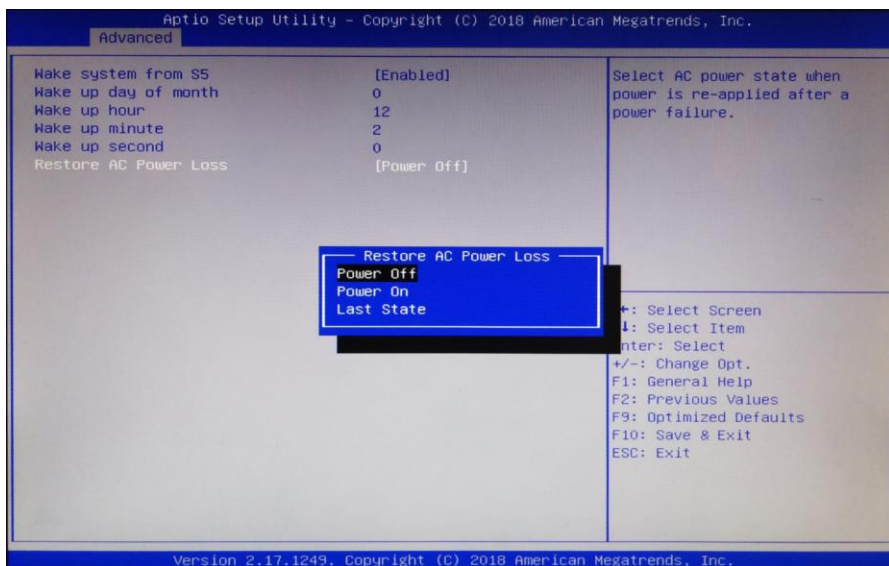 Aptio Setup Utility – Copyright (C) 2018 American Megatrends, Inc.
Advanced
Wake system from S5 [Enabled]
Wake up day of month 0
Wake up hour 12
Wake up minute 2
Wake up second 0
Restore AC Power Loss [Power Off]
Select AC power state when
power is re-applied after a
power failure.
Restore AC Power Loss
Power Off
Power On
Last State
: Select Screen
: Select Item
nter: Select
+/-: Change Opt.
F1: General Help
F2: Previous Values
F9: Optimized Defaults
F10: Save & Exit
ESC: Exit
Version 2.17.1249. Copyright (C) 2018 American Megatrends, Inc.